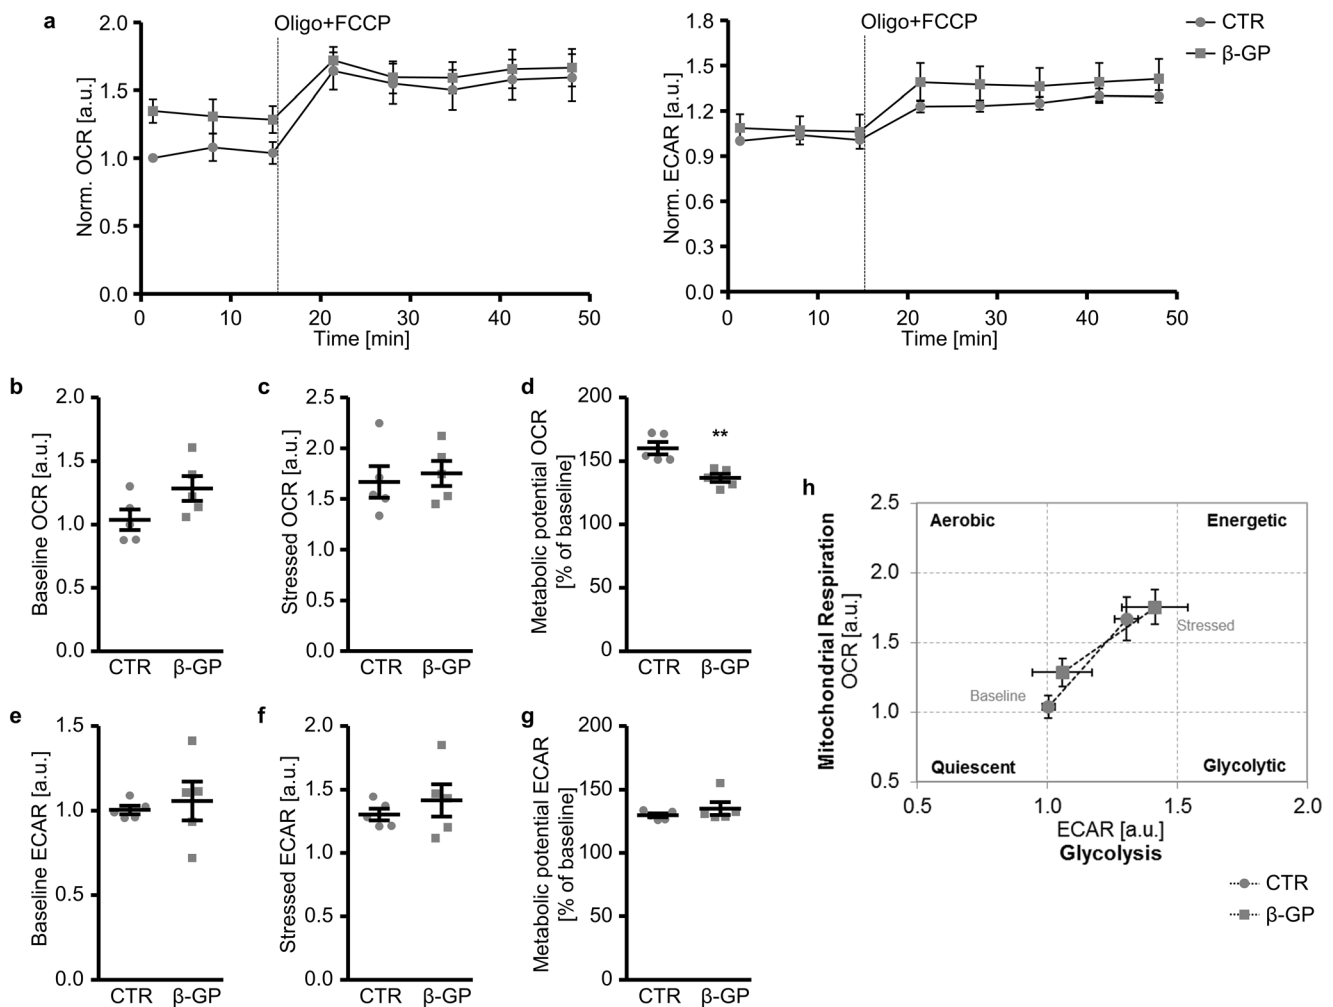 a
Oligo+FCCP
2.0
1.5
1.0
0.5
0.0
Norm. OCR [a.u.]
0 10 20 30 40 50
Time [min]
Oligo+FCCP
1.8
1.5
1.2
0.9
0.6
0.3
0.0
Norm. ECAR [a.u.]
0 10 20 30 40 50
Time [min]
CTR
β-GP
b
2.0
1.5
1.0
0.5
0.0
Baseline OCR [a.u.]
CTR β-GP
c
2.5
2.0
1.5
1.0
0.5
0.0
Stressed OCR [a.u.]
CTR β-GP
d
200
150
100
50
0
Metabolic potential OCR
[% of baseline]
**
CTR β-GP
e
1.5
1.0
0.5
0.0
Baseline ECAR [a.u.]
CTR β-GP
f
2.0
1.5
1.0
0.5
0.0
Stressed ECAR [a.u.]
CTR β-GP
g
200
150
100
50
0
Metabolic potential ECAR
[% of baseline]
CTR β-GP
h
2.5
2.0
1.5
1.0
0.5
Mitochondrial Respiration
OCR [a.u.]
Aerobic Energetic
Stressed
Baseline
Quiescent Glycolytic
0.5 1.0 1.5 2.0
ECAR [a.u.]
Glycolysis
CTR
β-GP